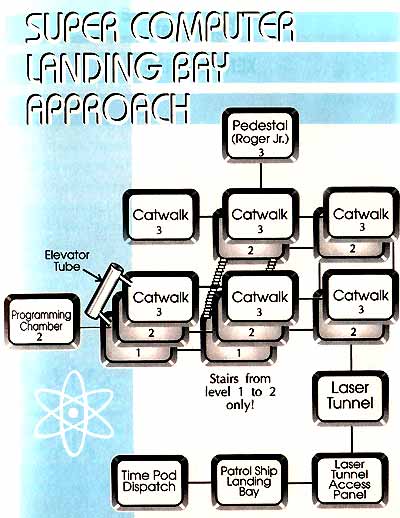 SUPER COMPUTER
LANDING BAY
APPROACH
Pedestal
(Roger Jr.)
3
Catwalk
3
Catwalk
3
2
Catwalk
3
2
Elevator
Tube
Programming
Chamber
2
Catwalk
3
2
1
Catwalk
3
2
1
Catwalk
3
2
Stairs from
level 1 to 2
only!
Laser
Tunnel
Time Pod
Dispatch
Patrol Ship
Landing
Bay
Laser
Tunnel
Access
Panel